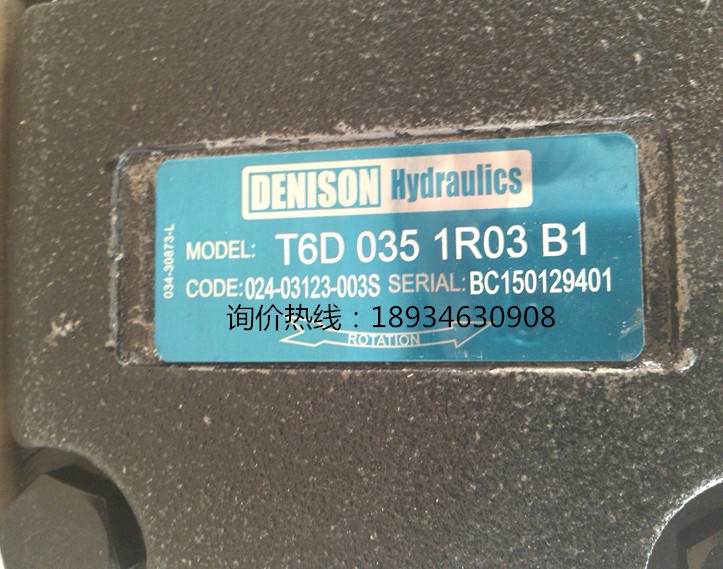 DENISON Hydraulics
MODEL: T6D 035 1R03 B1
CODE:024-03123-003S SERIAL:BC150129401
询价热线：18934630908
ROTATION
034-30873-L